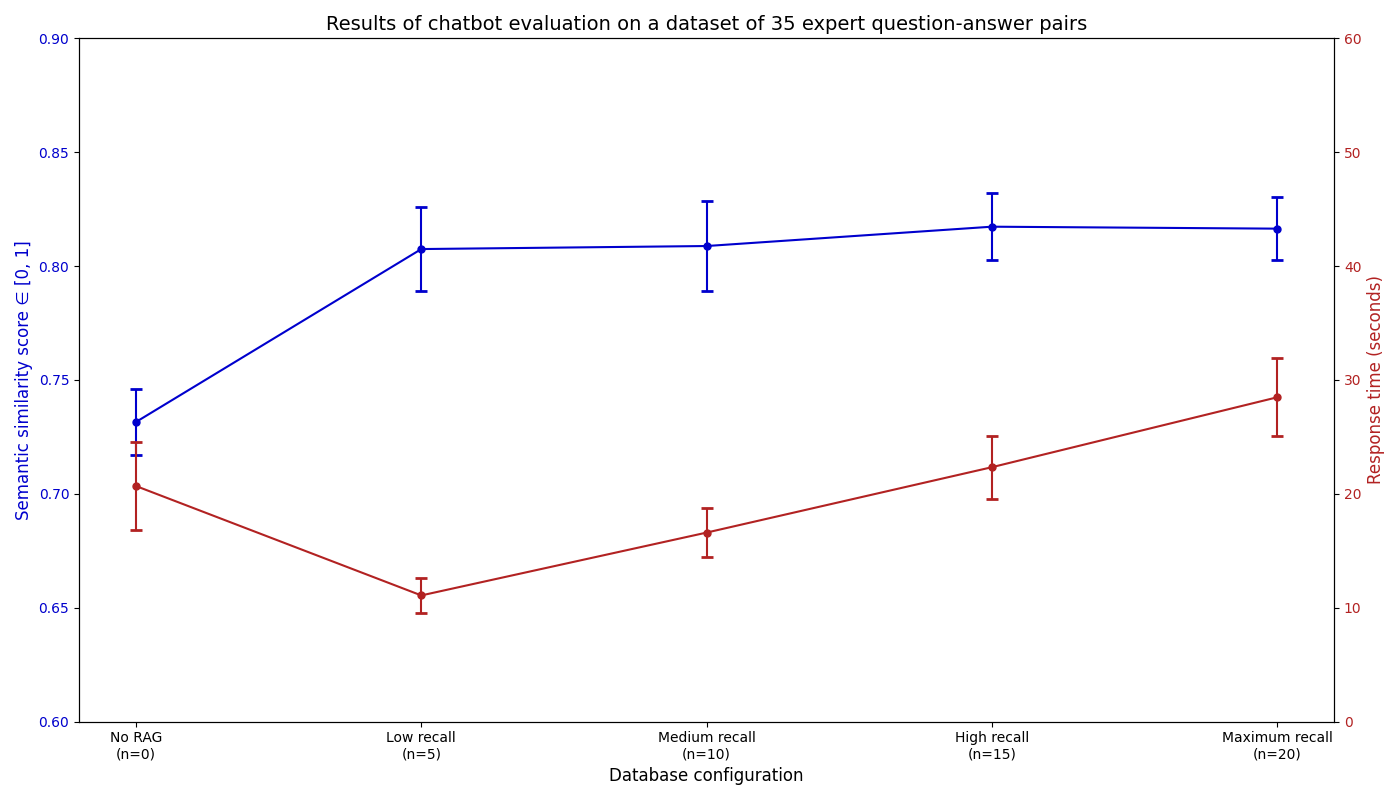 Results of chatbot evaluation on a dataset of 35 expert question-answer pairs
Semantic similarity score ∈ [0, 1]
0.90
0.85
0.80
0.75
0.70
0.65
0.60
60
50
40
30
20
10
0
Response time (seconds)
No RAG
(n=0)
Low recall
(n=5)
Medium recall
(n=10)
High recall
(n=15)
Maximum recall
(n=20)
Database configuration